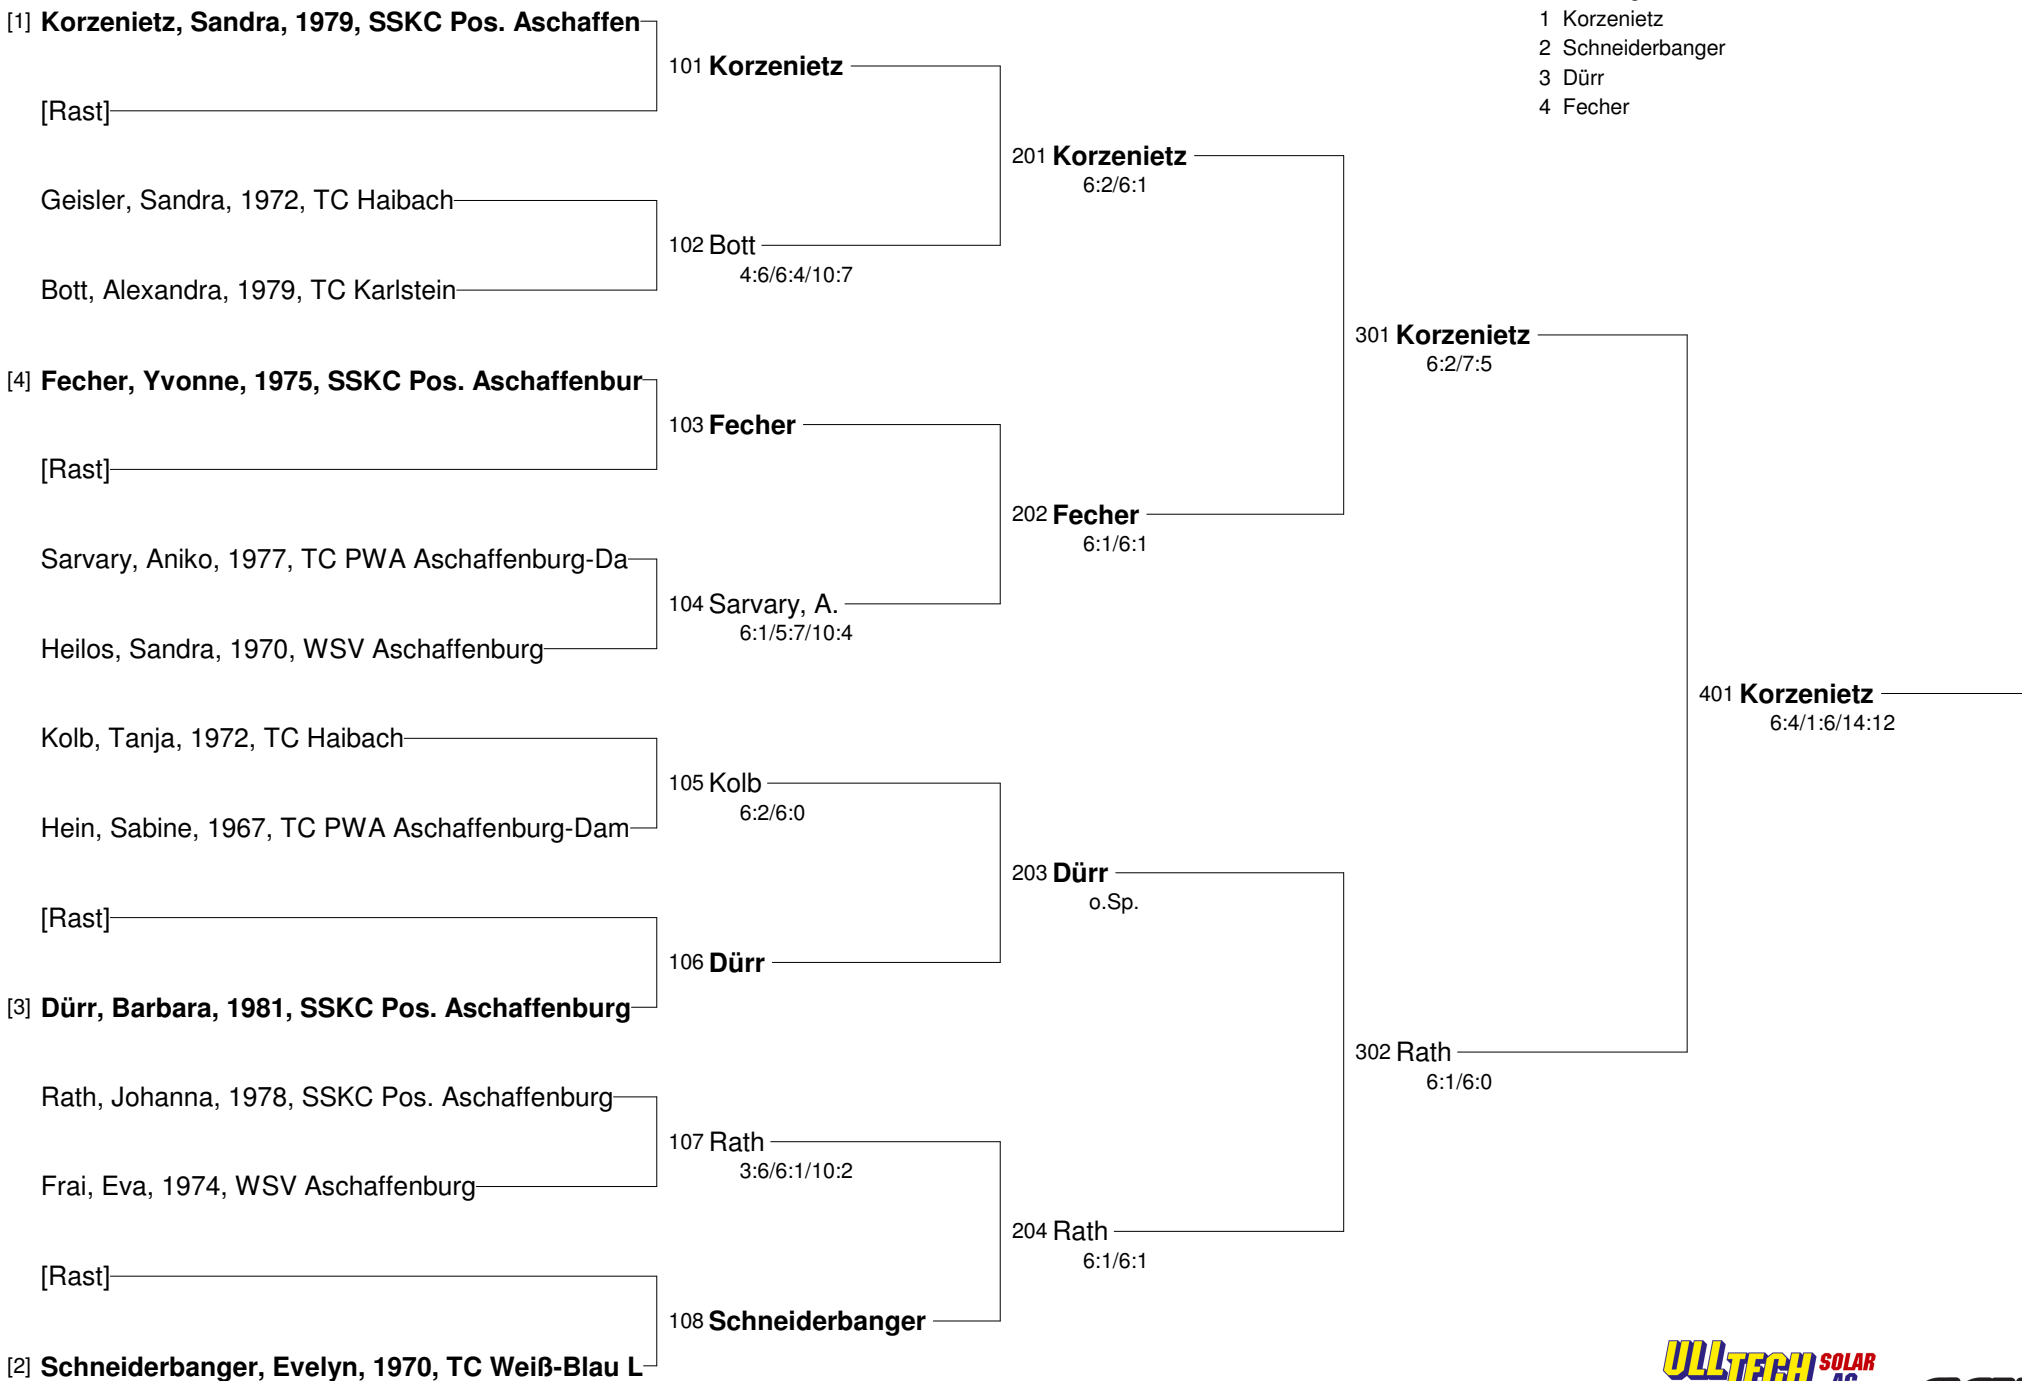 [1] Korzenietz, Sandra, 1979, SSKC Pos. Aschaffen
1 Korzenietz
101 Korzenietz
2 Schneiderbanger
3 Dürr
[Rast]
4 Fecher
201 Korzenietz
6:2/6:1
Geisler, Sandra, 1972, TC Haibach
102 Bott
4:6/6:4/10:7
Bott, Alexandra, 1979, TC Karlstein
301 Korzenietz
6:2/7:5
[4] Fecher, Yvonne, 1975, SSKC Pos. Aschaffenbur
103 Fecher
[Rast]
202 Fecher
6:1/6:1
Sarvary, Aniko, 1977, TC PWA Aschaffenburg-Da
104 Sarvary, A.
6:1/5:7/10:4
Heilos, Sandra, 1970, WSV Aschaffenburg
401 Korzenietz
6:4/1:6/14:12
Kolb, Tanja, 1972, TC Haibach
105 Kolb
6:2/6:0
Hein, Sabine, 1967, TC PWA Aschaffenburg-Dam
203 Dürr
o.Sp.
[Rast]
106 Dürr
[3] Dürr, Barbara, 1981, SSKC Pos. Aschaffenburg
302 Rath
6:1/6:0
Rath, Johanna, 1978, SSKC Pos. Aschaffenburg
107 Rath
3:6/6:1/10:2
Frai, Eva, 1974, WSV Aschaffenburg
204 Rath
6:1/6:1
[Rast]
108 Schneiderbanger
[2] Schneiderbanger, Evelyn, 1970, TC Weiß-Blau L
ULLTECH SOLAR
AG